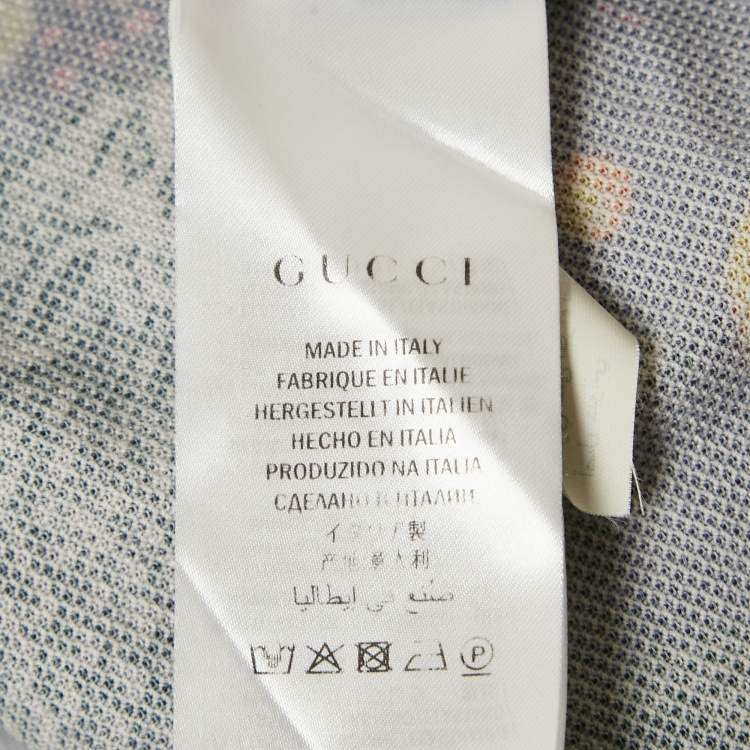 GUCCI
MADE IN ITALY
FABRIQUE EN ITALIE
HERGESTELLT IN ITALIEN
HECHO EN ITALIA
PRODUZIDO NA ITALIA
СДЕЛАНО В ИТАЛИИ
イタリア製
产地 意大利
صنع في إيطاليا
P